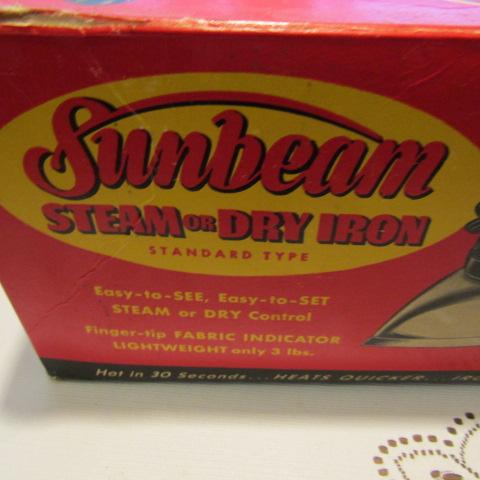 Sunbeam
STEAM OR DRY IRON
STANDARD TYPE
Easy-to-SEE, Easy-to-SET
STEAM or DRY Control
Finger-tip FABRIC INDICATOR
LIGHTWEIGHT only 3 lbs.
Hot in 30 Seconds... HEATS QUICKER...